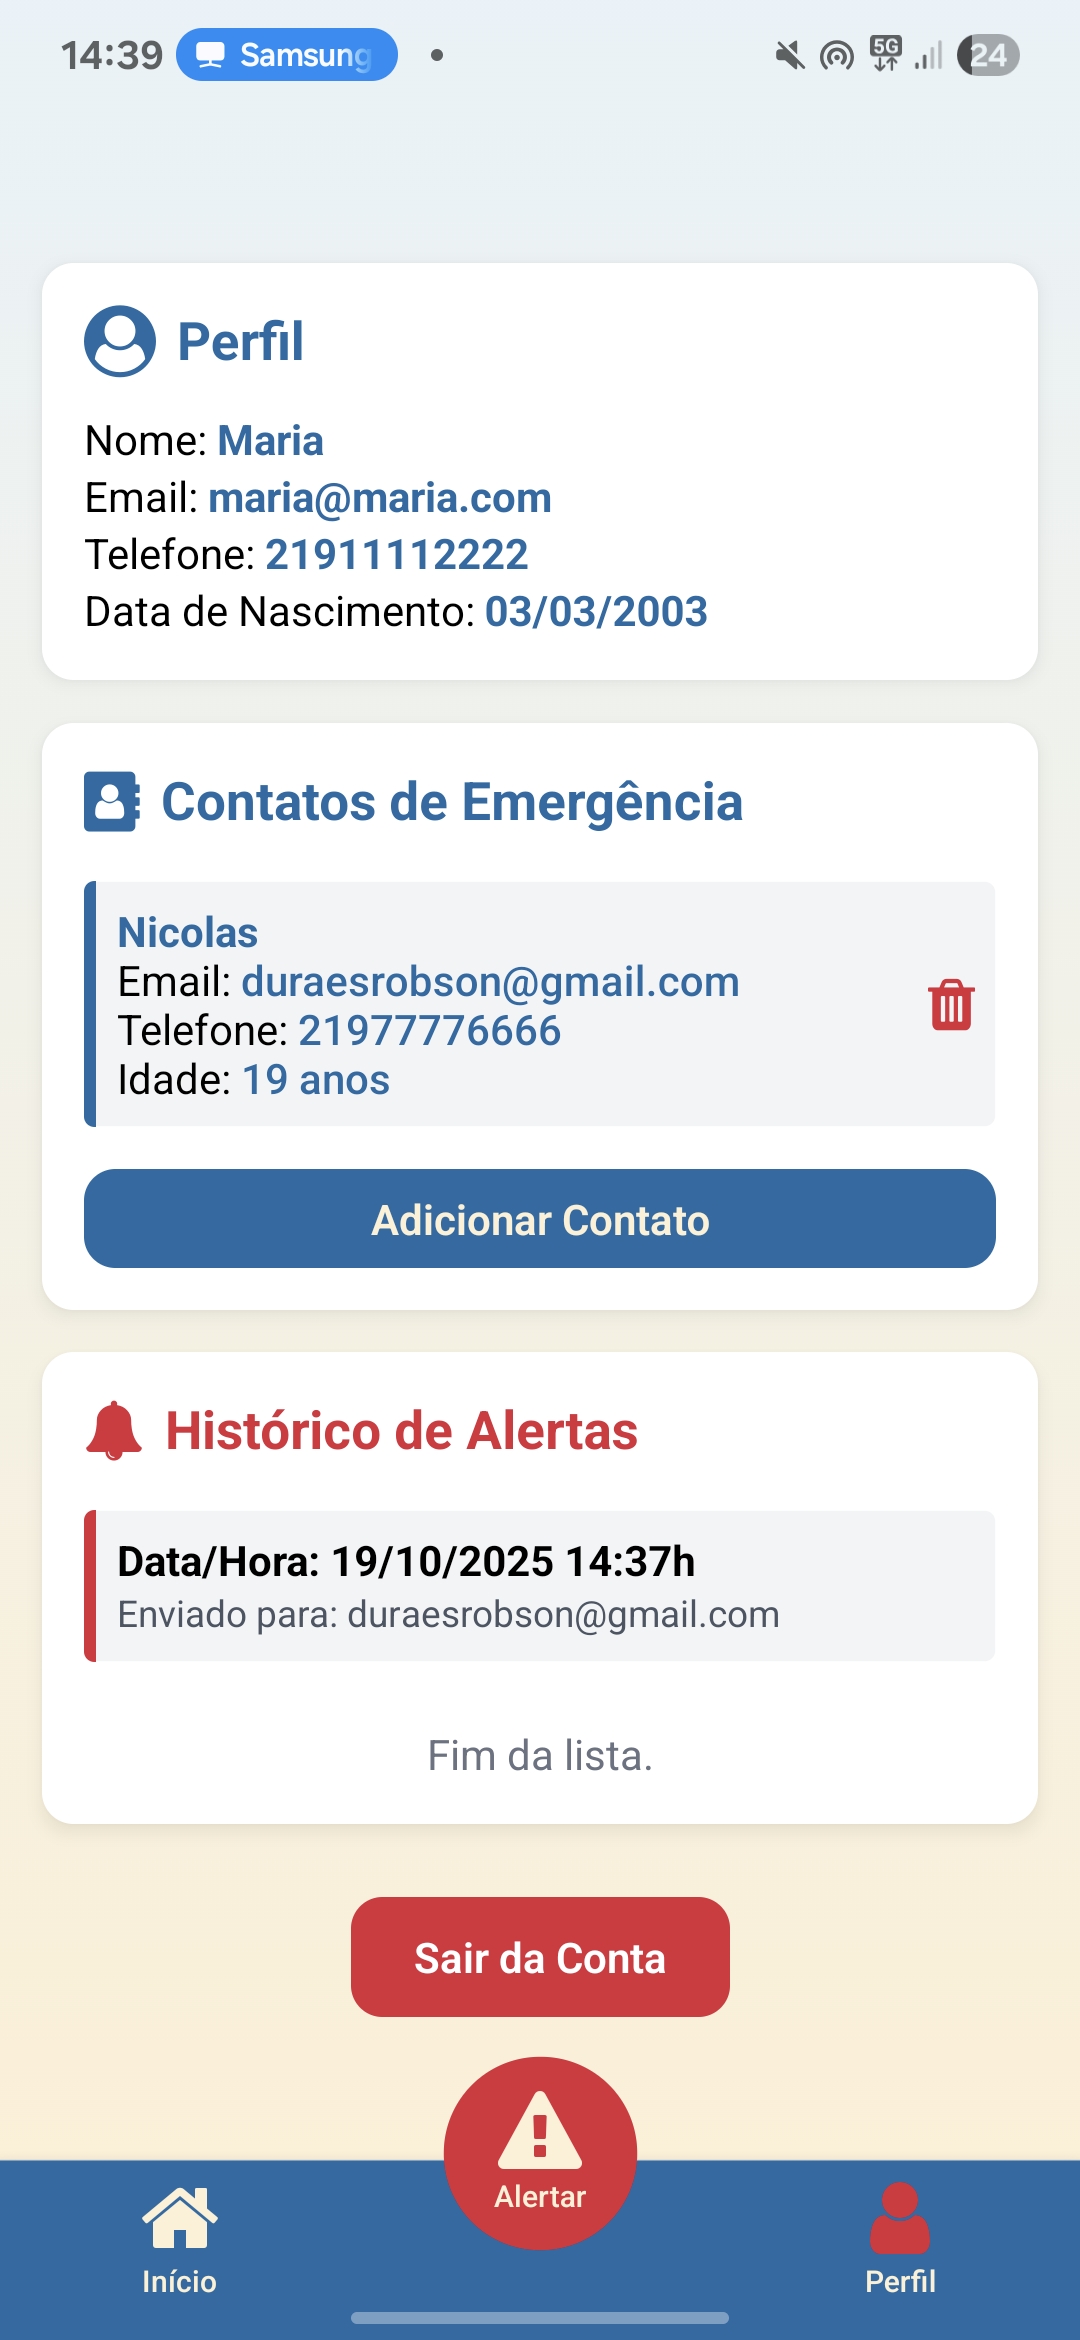 14:39 Samsung 5G 24
Perfil
Nome: Maria
Email: maria@maria.com
Telefone: 21911112222
Data de Nascimento: 03/03/2003
Contatos de Emergência
Nicolas
Email: duraesrobson@gmail.com
Telefone: 21977776666
Idade: 19 anos
Adicionar Contato
Histórico de Alertas
Data/Hora: 19/10/2025 14:37h
Enviado para: duraesrobson@gmail.com
Fim da lista.
Sair da Conta
Alertar
Início
Perfil